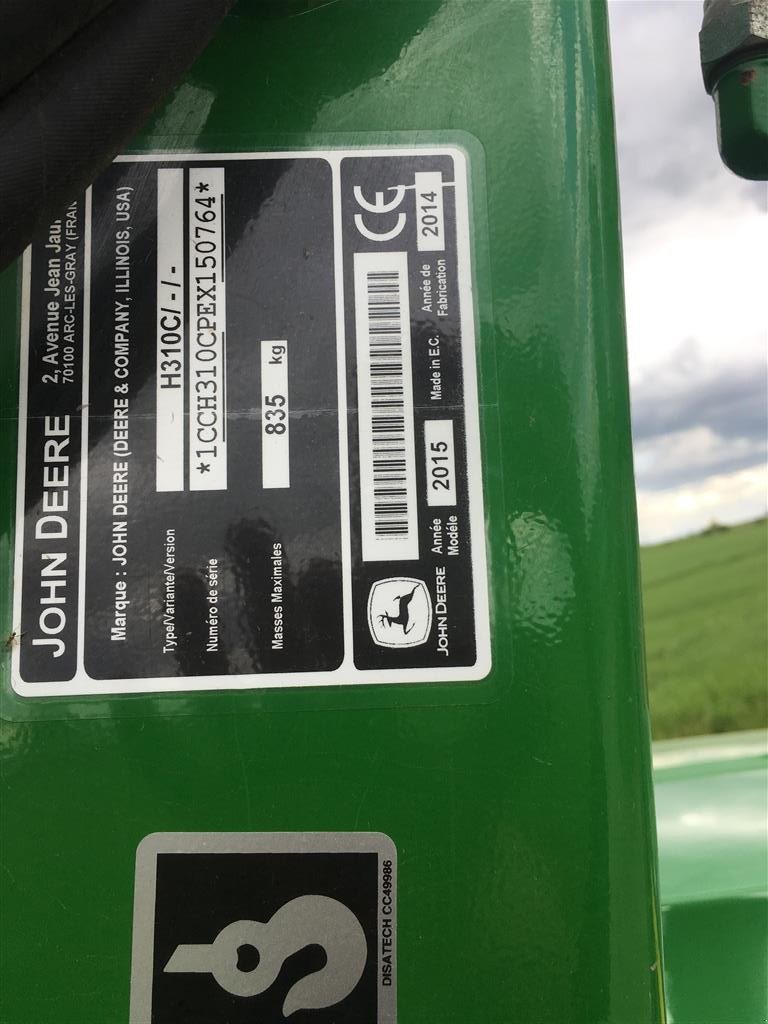 JOHN DEERE
2, Avenue Jean
70100 ARC-LES-GRAY
Marque : JOHN DEERE (DEERE & COMPANY, ILLINOIS, USA)
Type/Variante/Version H310C/ - / -
Numéro de série *1CCH310CPEX150764*
Masses Maximales 835 kg
CE
JOHN DEERE
Année Modèle 2015 Made in E.C. Année de Fabrication 2014
DISATECH CC49986